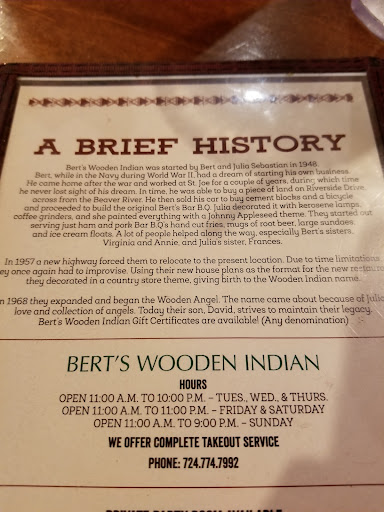 A BRIEF HISTORY
Bert's Wooden Indian was started by Bert and Julia Sebastian in 1948.
Bert, while in the Navy during World War II, had a dream of starting his own business.
He came home after the war and worked at St. Joe for a couple of years, during which time
he never lost sight of his dream. In time, he was able to buy a piece of land on Riverside Drive,
across from the Beaver River. He then sold his car to buy ement blocks and a bicycle
and proceeded to build the original Bert's Bar B.Q. Julia decorated it with kerosene lamps,
coffee grinders, and she painted everything with a Johnny Appleseed theme. They started out
serving just ham and pork Bar B.Q's hand cut fries, mugs of root beer, large sundaes
and ice cream floats. A lot of people helped along the way, especially Bert's sisters,
Virginia and Annie, and Julia's sister, Frances.
In 1957 a new highway forced them to relocate to the present location. Due to time limitations
ey once again had to improvise. Using their new house plans as the format for the new restaur
they decorated in a country store theme, giving birth to the Wooden Indian name.
n 1968 they expanded and began the Wooden Angel. The name came about because of Julia
love and collection of angels. Today their son, David, strives to maintain their legacy.
Bert's Wooden Indian Gift Certificates are available! (Any denomination)
BERT'S WOODEN INDIAN
HOURS
OPEN 11:00 A.M. TO 10:00 P.M. – TUES., WED., & THURS.
OPEN 11:00 A.M. TO 11:00 P.M. – FRIDAY & SATURDAY
OPEN 11:00 A.M. TO 9:00 P.M. – SUNDAY
WE OFFER COMPLETE TAKEOUT SERVICE
PHONE: 724.774.7992